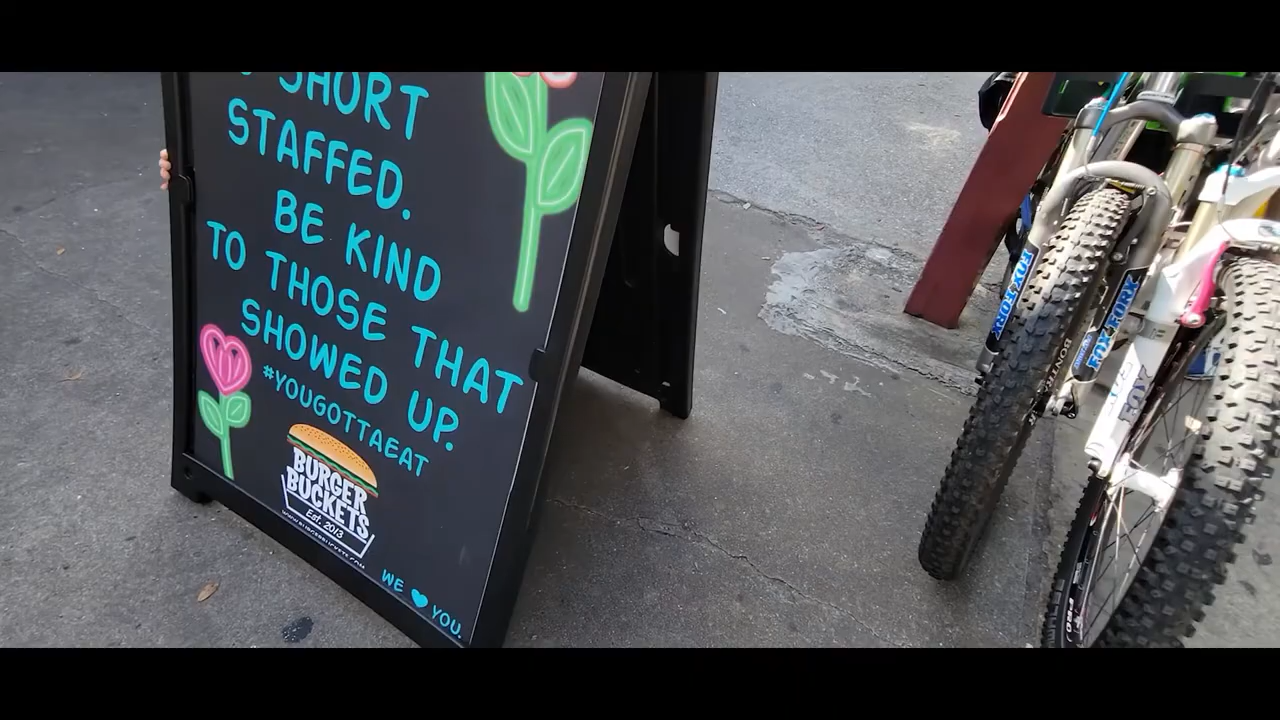 SHORT
STAFFED.
BE KIND
TO THOSE THAT
SHOWED UP.
#YOUGOTTAEAT
BURGER
BUCKETS
Est. 2013
WE ♥ YOU.
FOX FORX
FOX FORX
FOX